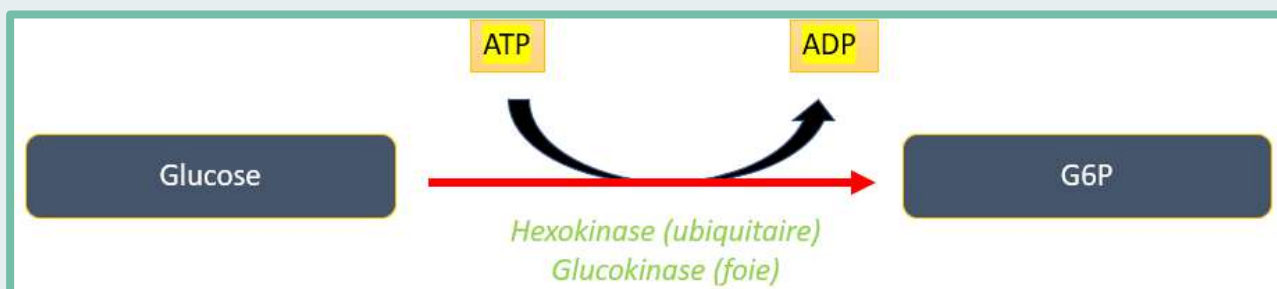 ATP ADP
Glucose G6P
Hexokinase (ubiquitaire)
Glucokinase (foie)